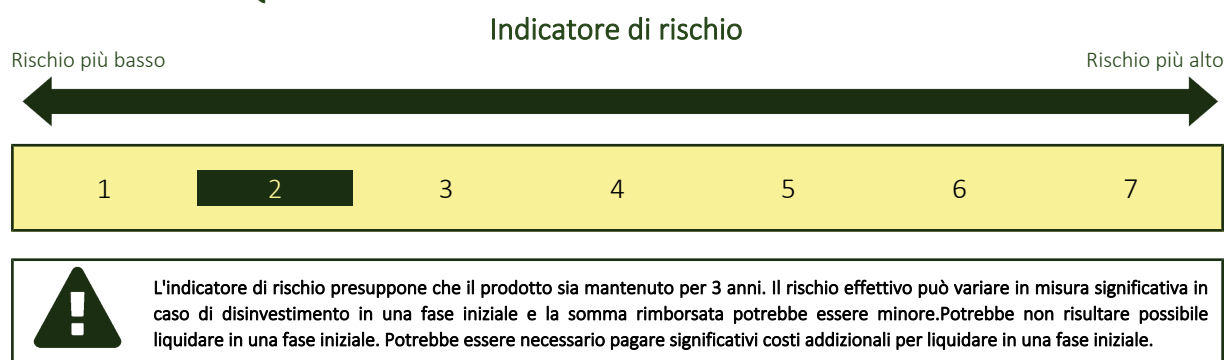 Indicatore di rischio
Rischio più basso Rischio più alto
1 2 3 4 5 6 7
L'indicatore di rischio presuppone che il prodotto sia mantenuto per 3 anni. Il rischio effettivo può variare in misura significativa in
caso di disinvestimento in una fase iniziale e la somma rimborsata potrebbe essere minore.Potrebbe non risultare possibile
liquidare in una fase iniziale. Potrebbe essere necessario pagare significativi costi addizionali per liquidare in una fase iniziale.